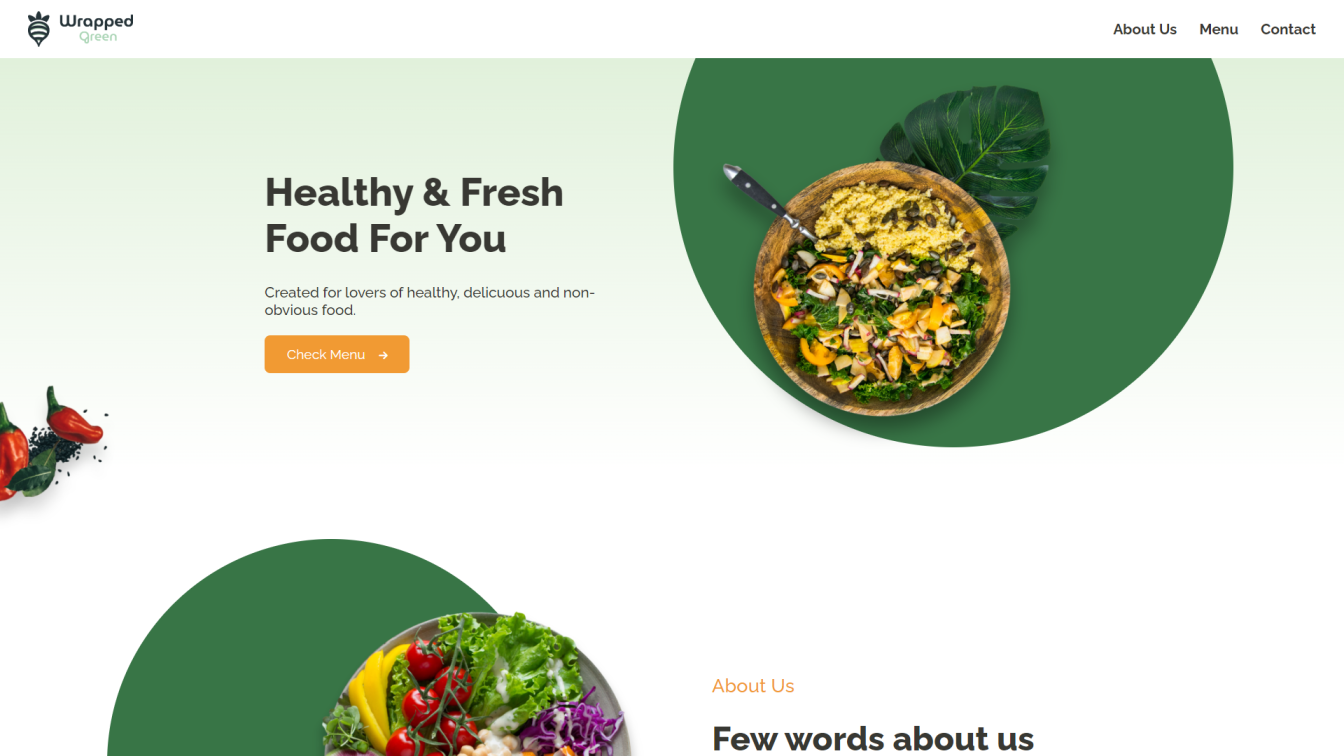 Wrapped
Green
About Us
Menu
Contact
Healthy & Fresh
Food For You
Created for lovers of healthy, delicuous and non-
obvious food.
Check Menu
About Us
Few words about us